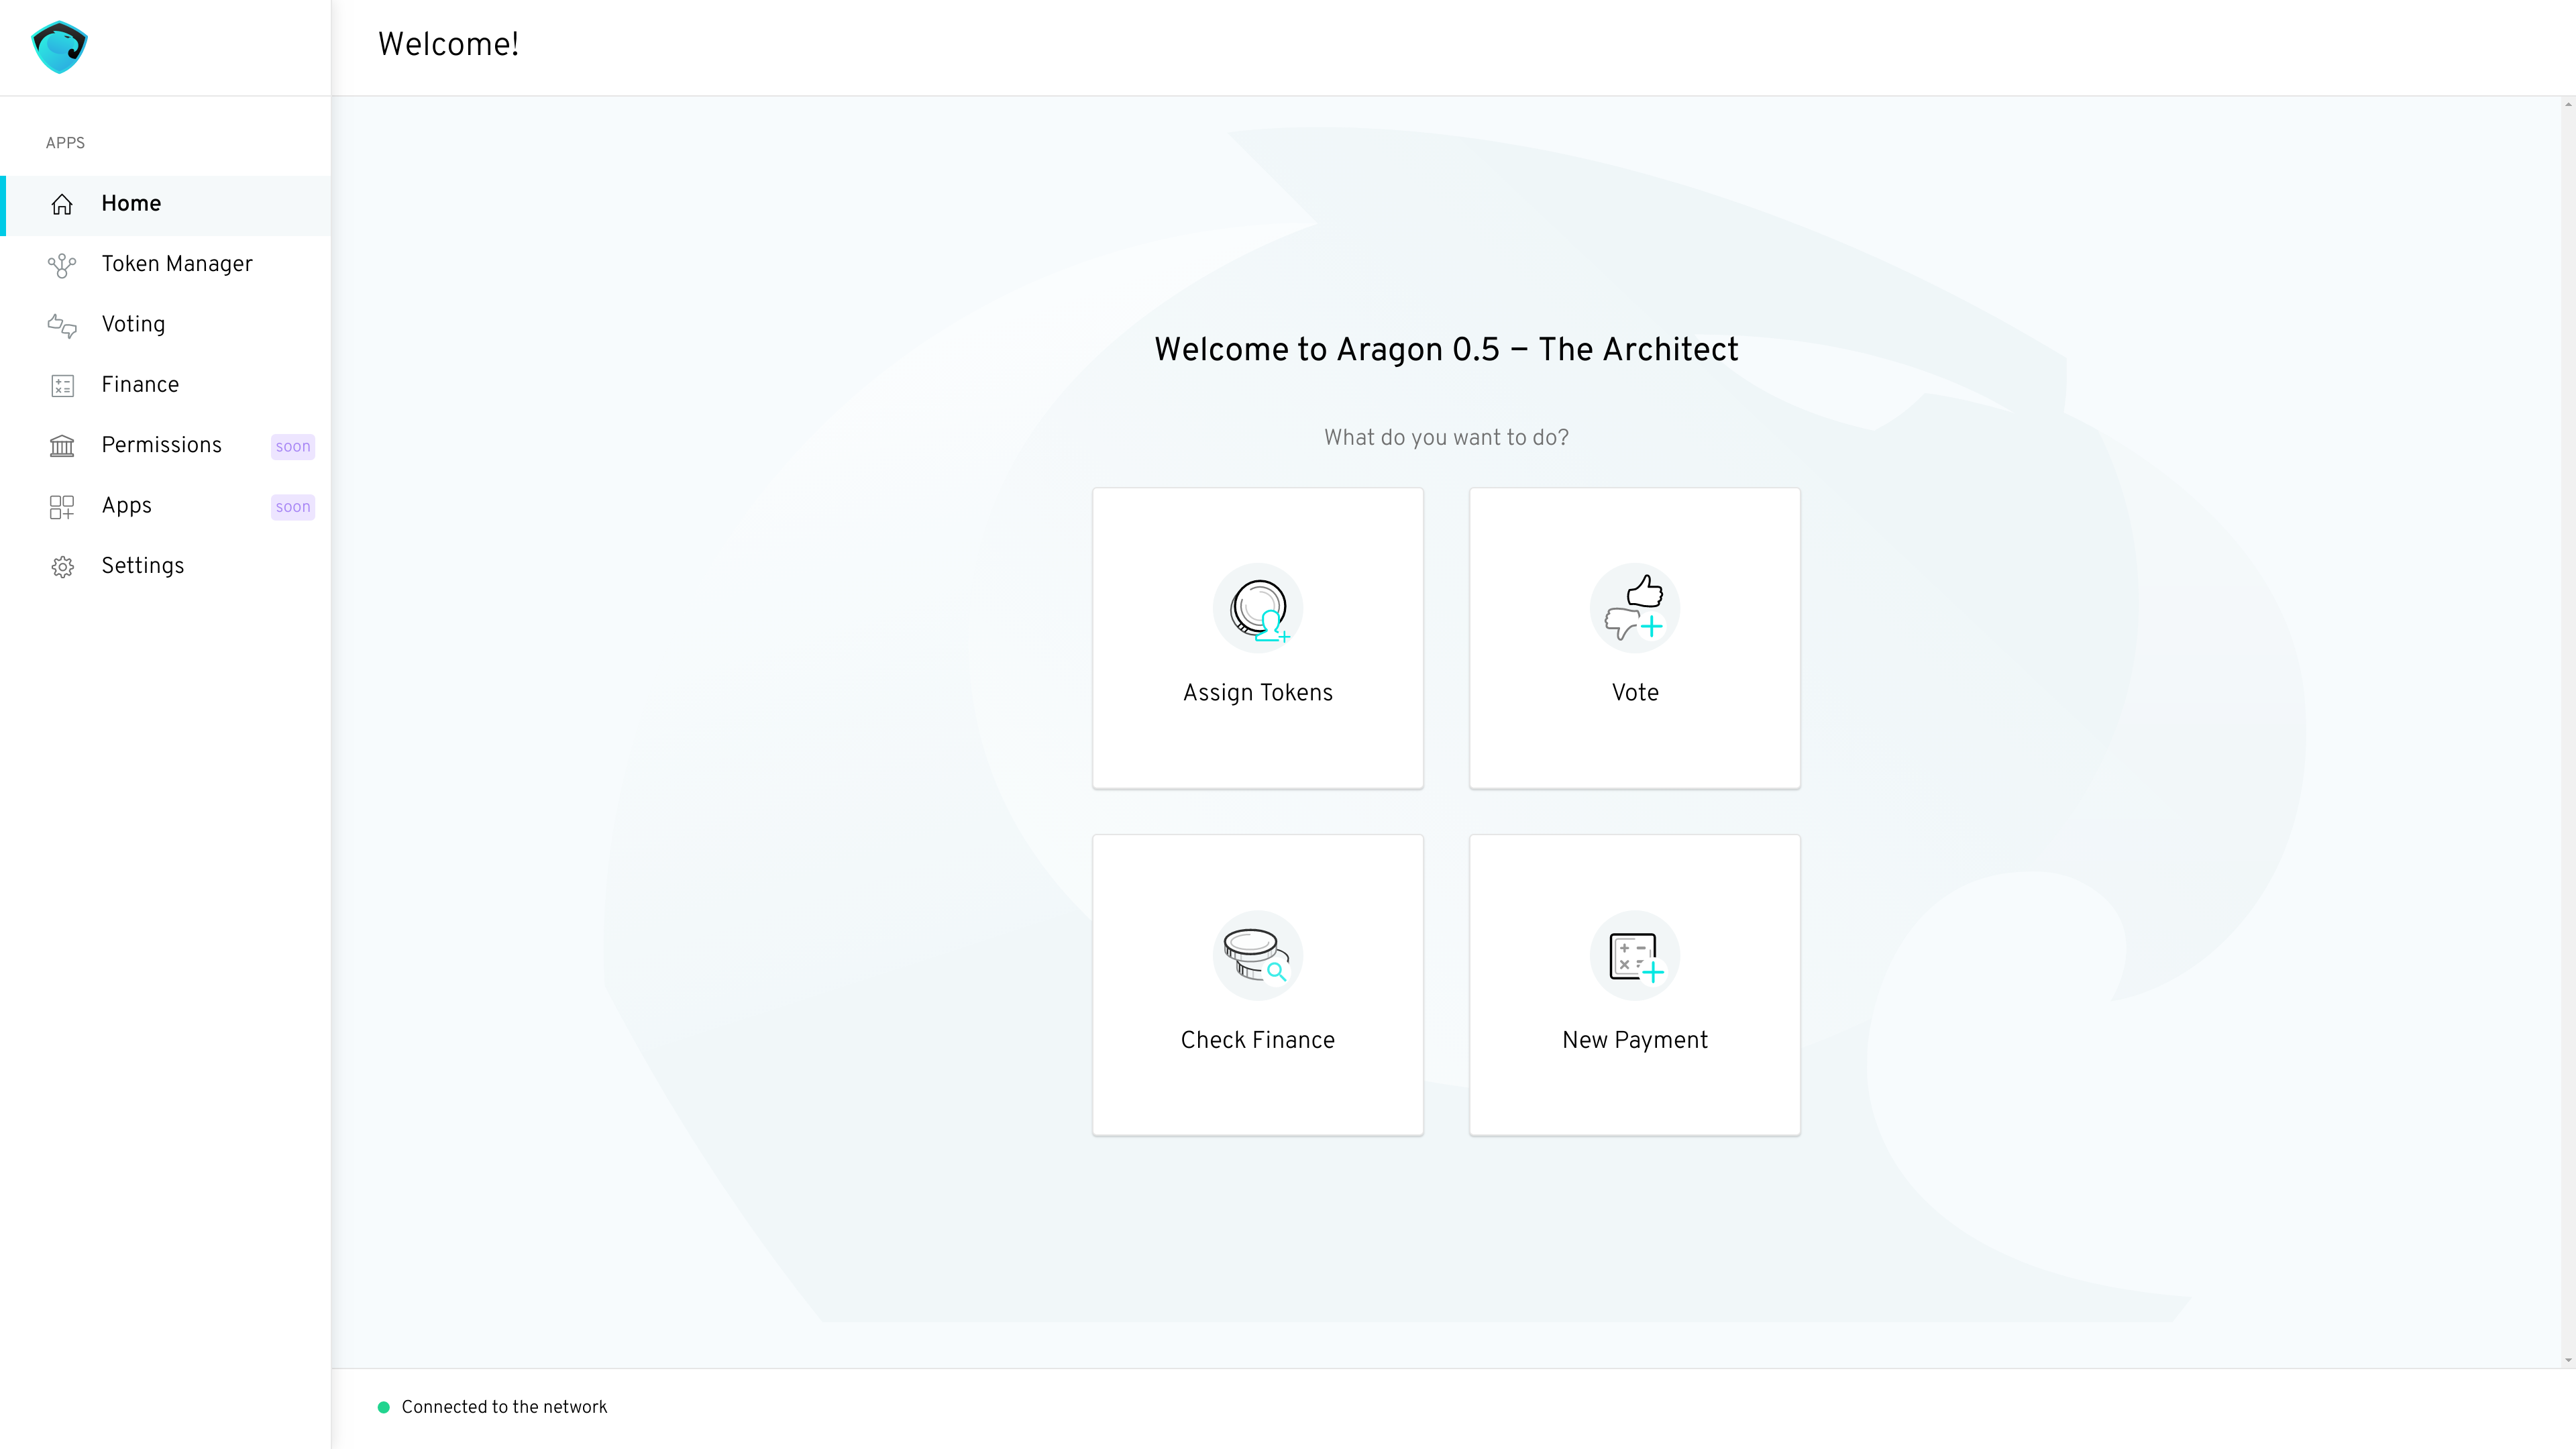 Welcome!
APPS
Home
Token Manager
Voting
Finance
Permissions soon
Apps soon
Settings
Welcome to Aragon 0.5 – The Architect
What do you want to do?
Assign Tokens
Vote
Check Finance
New Payment
Connected to the network